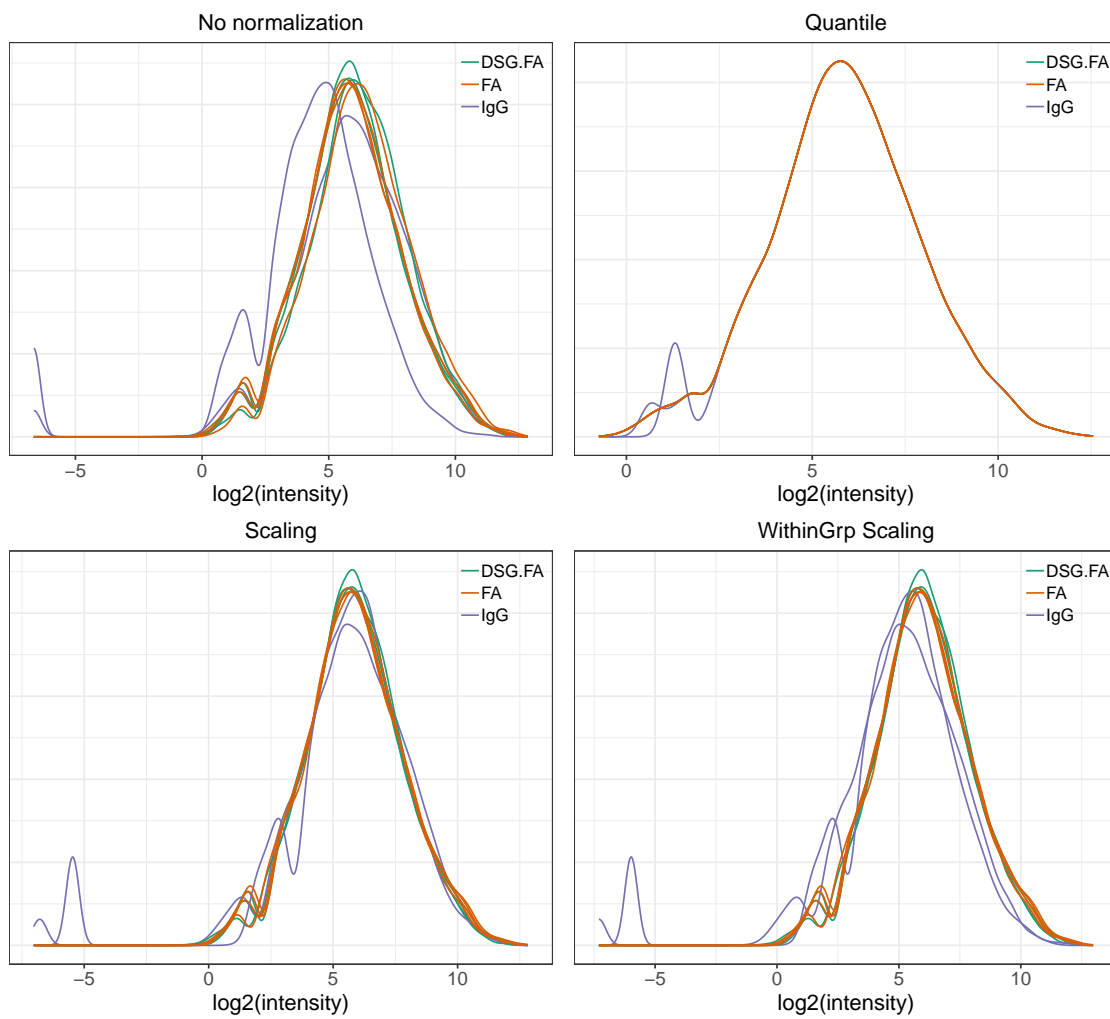 No normalization
DSG.FA
FA
IgG
−5
0
5
10
log2(intensity)
Quantile
DSG.FA
FA
IgG
0
5
10
log2(intensity)
Scaling
DSG.FA
FA
IgG
−5
0
5
10
log2(intensity)
WithinGrp Scaling
DSG.FA
FA
IgG
−5
0
5
10
log2(intensity)